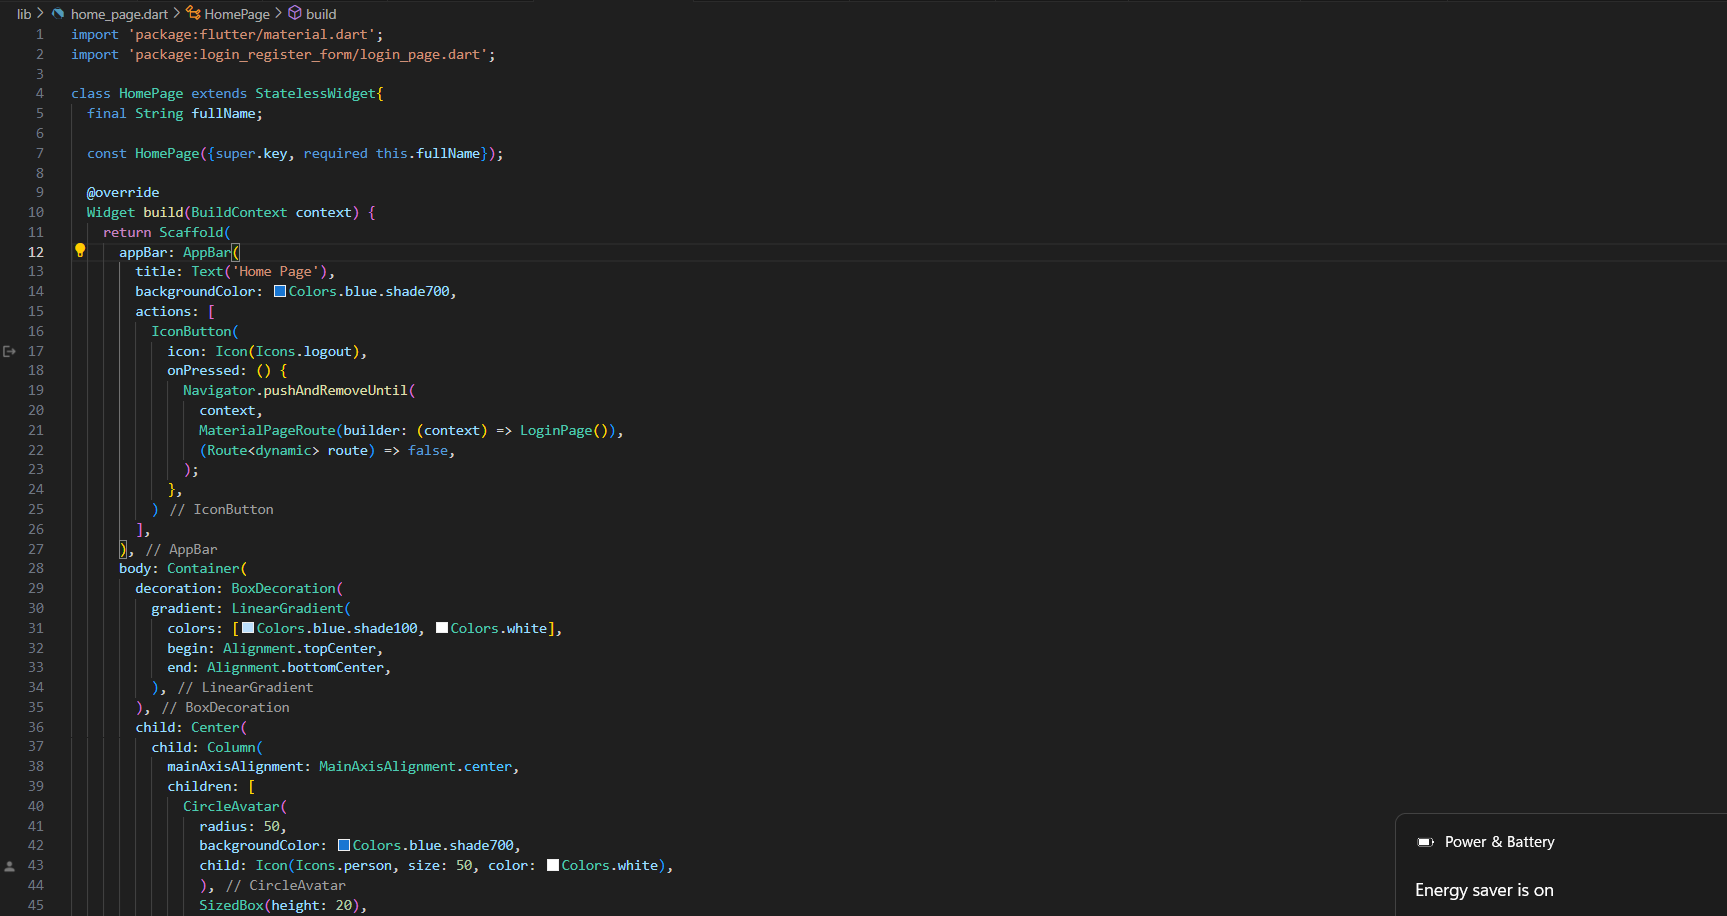 lib > home_page.dart > HomePage > build
1 import 'package:flutter/material.dart';
2 import 'package:login_register_form/login_page.dart';
3
4 class HomePage extends StatelessWidget{
5   final String fullName;
6
7   const HomePage({super.key, required this.fullName});
8
9   @override
10   Widget build(BuildContext context) {
11     return Scaffold(
12       appBar: AppBar(
13         title: Text('Home Page'),
14         backgroundColor: Colors.blue.shade700,
15         actions: [
16           IconButton(
17             icon: Icon(Icons.logout),
18             onPressed: () {
19               Navigator.pushAndRemoveUntil(
20                 context,
21                 MaterialPageRoute(builder: (context) => LoginPage()),
22                 (Route<dynamic> route) => false,
23               );
24             },
25           ) // IconButton
26         ],
27       ), // AppBar
28       body: Container(
29         decoration: BoxDecoration(
30           gradient: LinearGradient(
31             colors: [Colors.blue.shade100, Colors.white],
32             begin: Alignment.topCenter,
33             end: Alignment.bottomCenter,
34           ), // LinearGradient
35         ), // BoxDecoration
36         child: Center(
37           child: Column(
38             mainAxisAlignment: MainAxisAlignment.center,
39             children: [
40               CircleAvatar(
41                 radius: 50,
42                 backgroundColor: Colors.blue.shade700,
43                 child: Icon(Icons.person, size: 50, color: Colors.white),
44                 ), // CircleAvatar
45                 SizedBox(height: 20),
Power & Battery
Energy saver is on